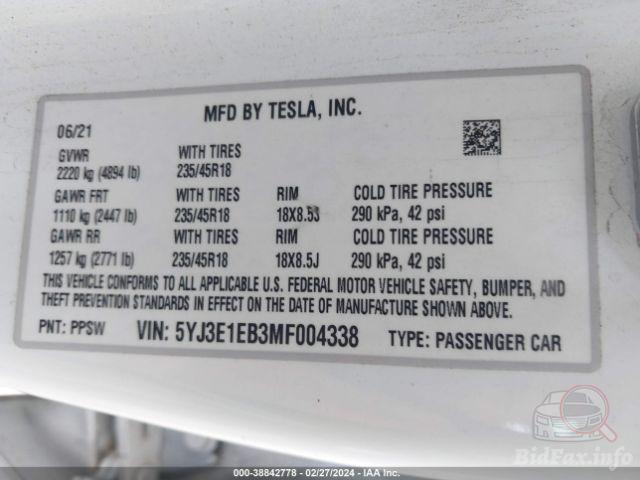 MFD BY TESLA, INC.
06/21
GVWR WITH TIRES
2220 kg (4894 lb) 235/45R18
GAWR FRT WITH TIRES RIM COLD TIRE PRESSURE
1110 kg (2447 lb) 235/45R18 18X8.5J 290 kPa, 42 psi
GAWR RR WITH TIRES RIM COLD TIRE PRESSURE
1257 kg (2771 lb) 235/45R18 18X8.5J 290 kPa, 42 psi
THIS VEHICLE CONFORMS TO ALL APPLICABLE U.S. FEDERAL MOTOR VEHICLE SAFETY, BUMPER, AND
THEFT PREVENTION STANDARDS IN EFFECT ON THE DATE OF MANUFACTURE SHOWN ABOVE.
PNT: PPSW VIN: 5YJ3E1EB3MF004338 TYPE: PASSENGER CAR
BidFax.info
000-38842778 - 02/27/2024 - IAA Inc.